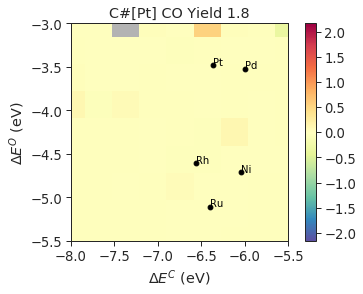 C#[Pt] CO Yield 1.8
−3.0
−3.5
−4.0
−4.5
−5.0
−5.5
ΔE^O (eV)
Pt
Pd
Rh
Ni
Ru
−8.0 −7.5 −7.0 −6.5 −6.0 −5.5
ΔE^C (eV)
2.0
1.5
1.0
0.5
0.0
−0.5
−1.0
−1.5
−2.0